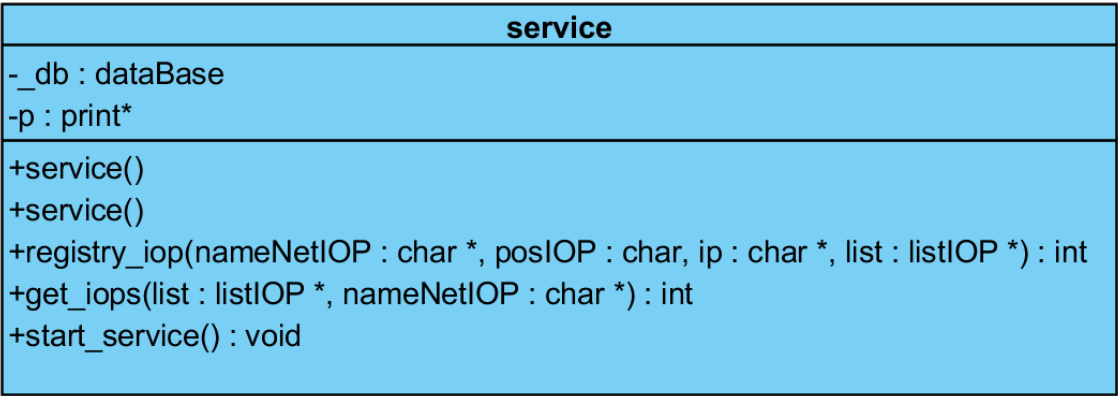 service
-_db : dataBase
-p : print*
+service()
+service()
+registry_iop(nameNetIOP : char *, posIOP : char, ip : char *, list : listIOP *) : int
+get_iops(list : listIOP *, nameNetIOP : char *) : int
+start_service() : void